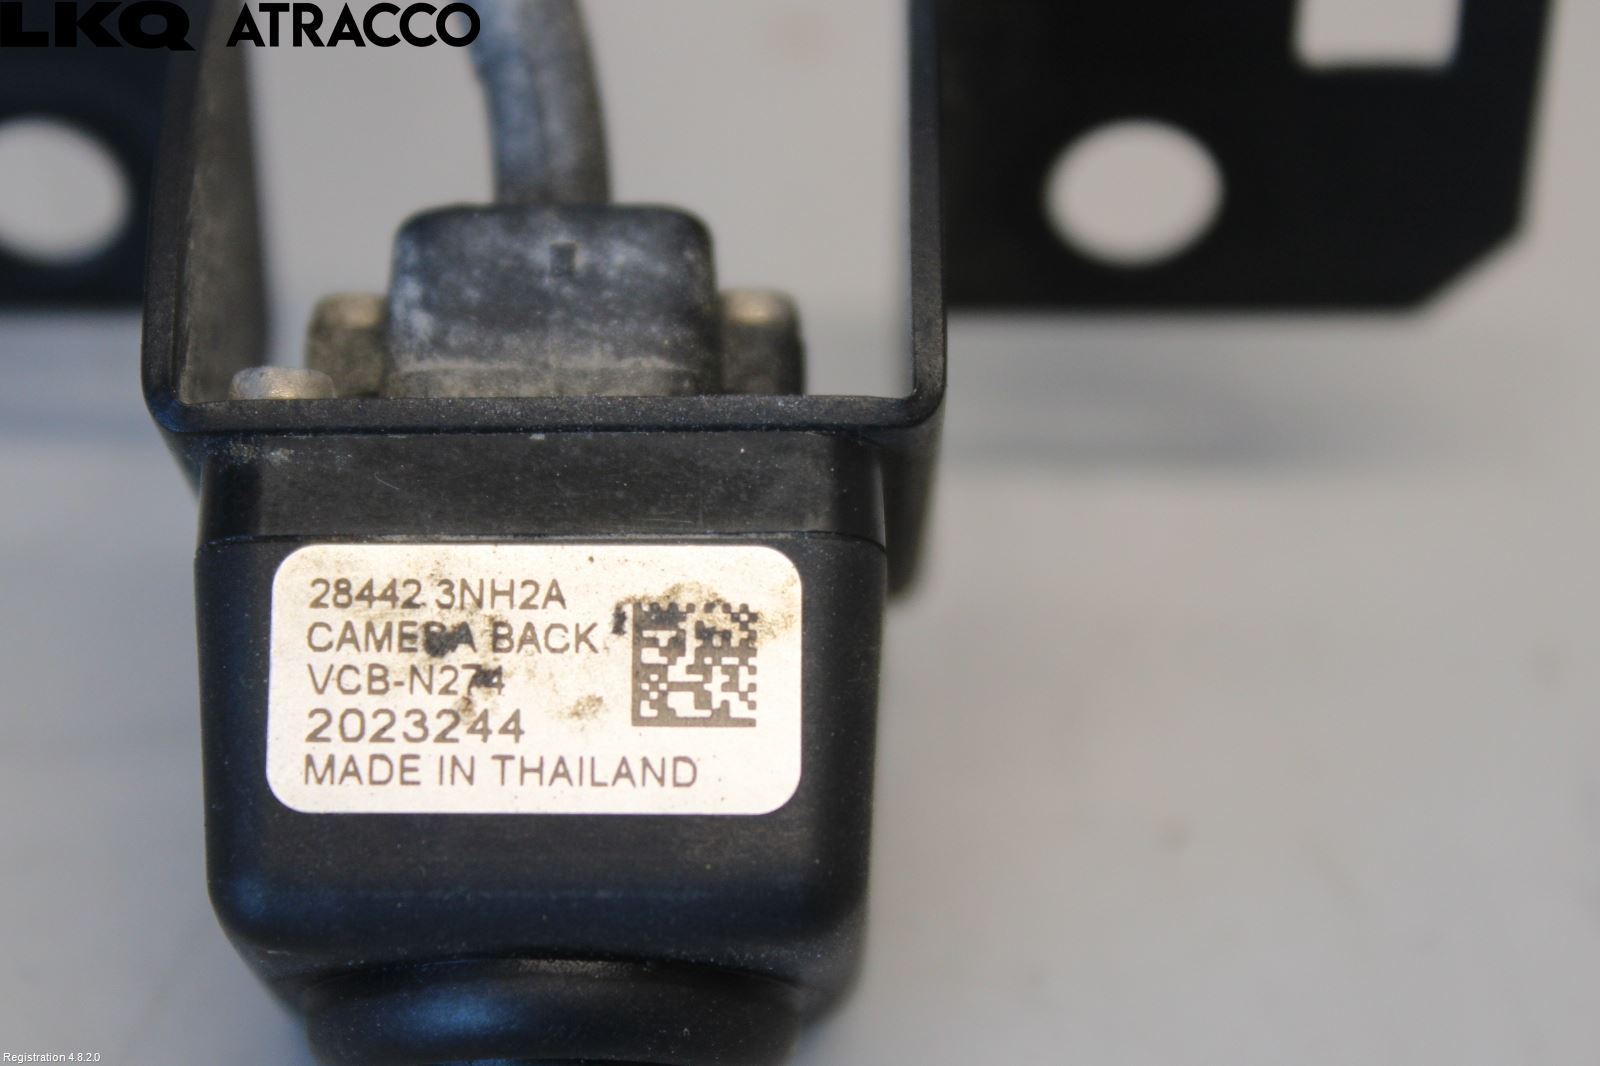 LKQ ATRACCO
28442 3NH2A
CAMERA BACK
VCB-N274
2023244
MADE IN THAILAND
Registration 4.8.2.0